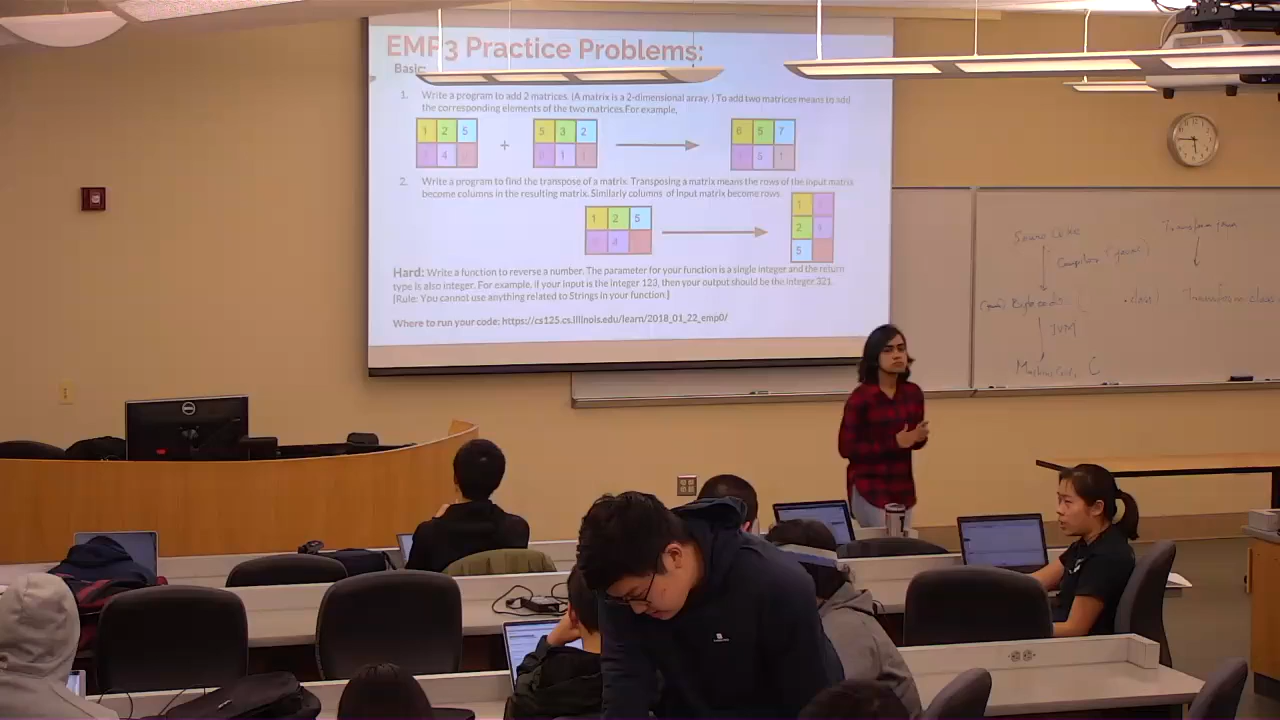 EMP3 Practice Problems:
Basic:
1. Write a program to add 2 matrices. (A matrix is a 2-dimensional array. ) To add two matrices means to add
the corresponding elements of the two matrices.For example,
1 2 5
5 3 2
6 5 7
+
4
1 1
5 1
2. Write a program to find the transpose of a matrix. Transposing a matrix means the rows of the input matrix
become columns in the resulting matrix. Similarly columns of input matrix become rows.
1 2 5
4
1
2
5
Hard: Write a function to reverse a number. The parameter for your function is a single integer and the return
type is also integer. For example, if your input is the integer 123, then your output should be the integer 321.
[Rule: You cannot use anything related to Strings in your function.]
Where to run your code: https://cs125.cs.illinois.edu/learn/2018_01_22_emp0/
Source Code
Compiler (javac)
Bytecode
.class)
JVM
Machine Code C
Transform class
DELL